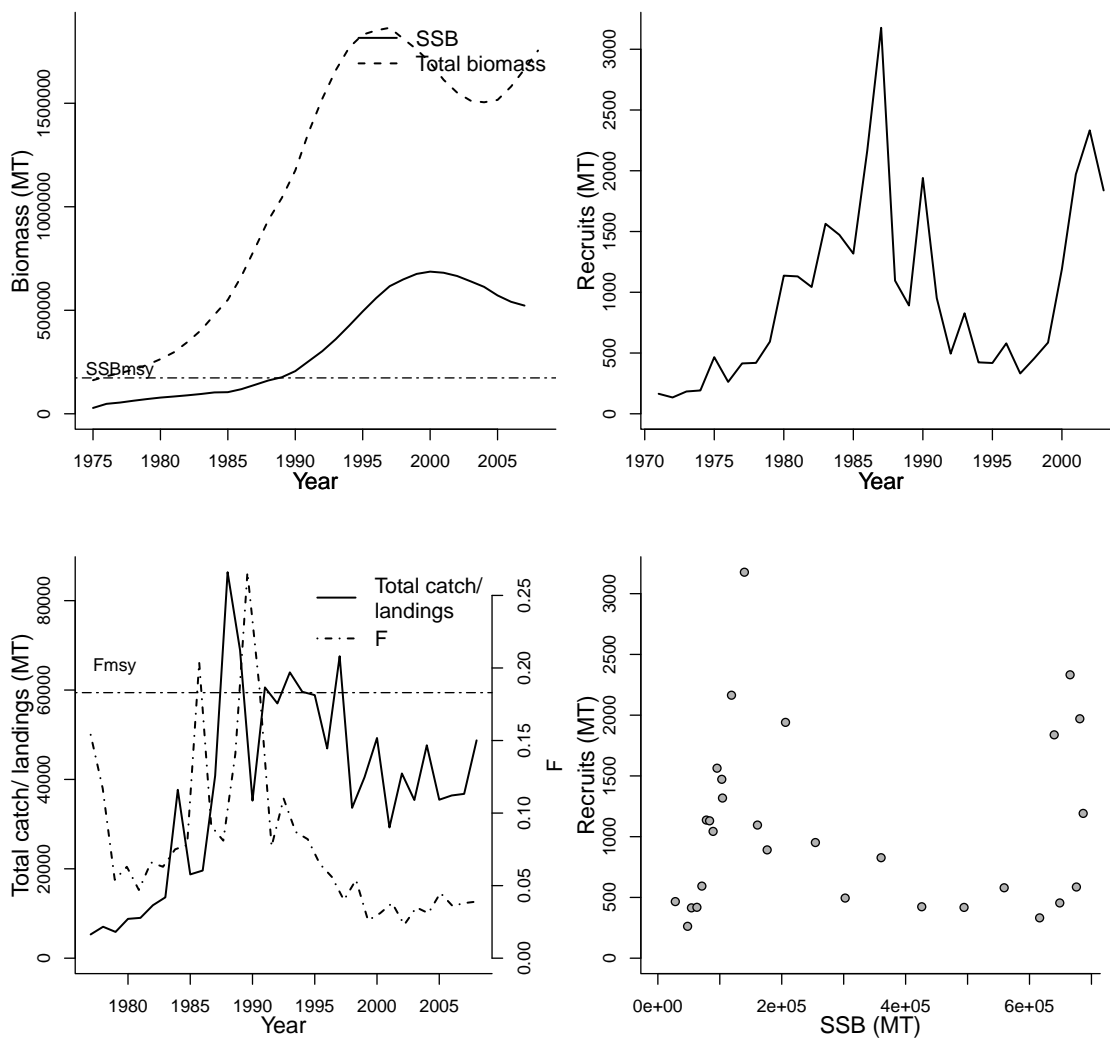 SSB
Total biomass
SSBmsy
Biomass (MT)
0
500000
1000000
1500000
1975 1980 1985 1990 1995 2000 2005
Year
Recruits (MT)
0
500
1000
1500
2000
2500
3000
1970 1975 1980 1985 1990 1995 2000
Year
Total catch/
landings
F
Fmsy
Total catch/ landings (MT)
0
20000
40000
60000
80000
F
0.00
0.05
0.10
0.15
0.20
0.25
1980 1985 1990 1995 2000 2005
Year
Recruits (MT)
0
500
1000
1500
2000
2500
3000
0e+00 2e+05 4e+05 6e+05
SSB (MT)